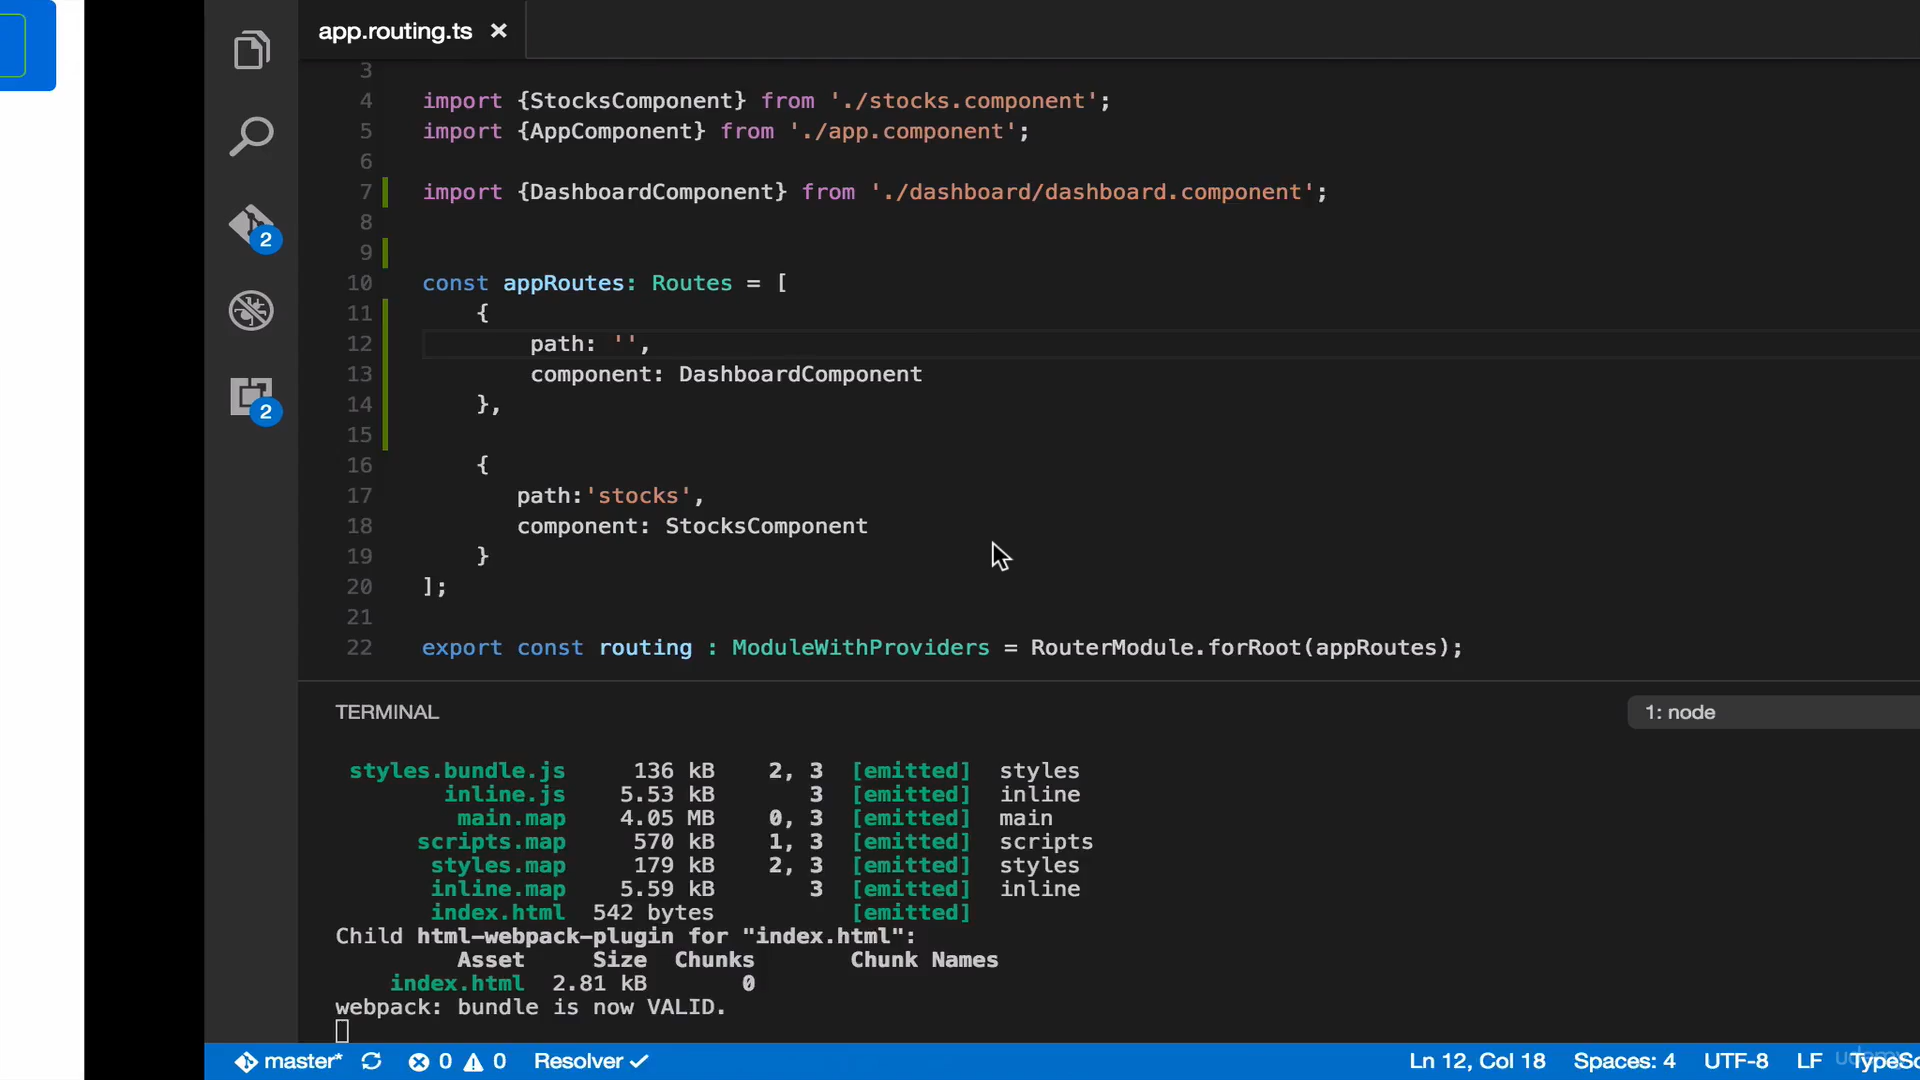 app.routing.ts ×
3
4 import {StocksComponent} from './stocks.component';
5 import {AppComponent} from './app.component';
6
7 import {DashboardComponent} from './dashboard/dashboard.component';
8
9
10 const appRoutes: Routes = [
11 {
12 path: '',
13 component: DashboardComponent
14 },
15
16 {
17 path:'stocks',
18 component: StocksComponent
19 }
20 ];
21
22 export const routing : ModuleWithProviders = RouterModule.forRoot(appRoutes);
2
2
TERMINAL
1: node
styles.bundle.js 136 kB 2, 3 [emitted] styles
inline.js 5.53 kB 3 [emitted] inline
main.map 4.05 MB 0, 3 [emitted] main
scripts.map 570 kB 1, 3 [emitted] scripts
styles.map 179 kB 2, 3 [emitted] styles
inline.map 5.59 kB 3 [emitted] inline
index.html 542 bytes [emitted]
Child html-webpack-plugin for "index.html":
Asset Size Chunks Chunk Names
index.html 2.81 kB 0
webpack: bundle is now VALID.
master* 0 0 Resolver ✓ Ln 12, Col 18 Spaces: 4 UTF-8 LF TypeSc